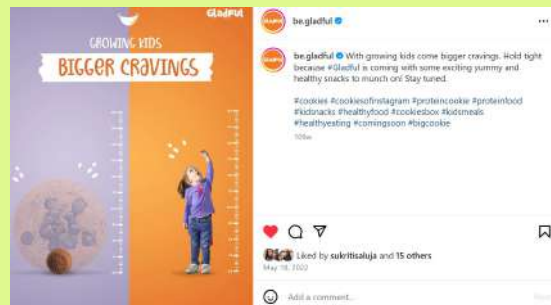 GLADFUL
GROWING KIDS
BIGGER CRAVINGS
be.gladful
be.gladful With growing kids come bigger cravings. Hold tight
because #Gladful is coming with some exciting yummy and
healthy snacks to munch on! Stay tuned.
#cookies #cookiesofinstagram #proteincookie #proteinfood
#kidsnacks #healthyfood #cookiesbox #kidsmeals
#healthyeating #comingsoon #bigcookie
Liked by sukritisaluja and 15 others
May 18, 2022
Add a comment...